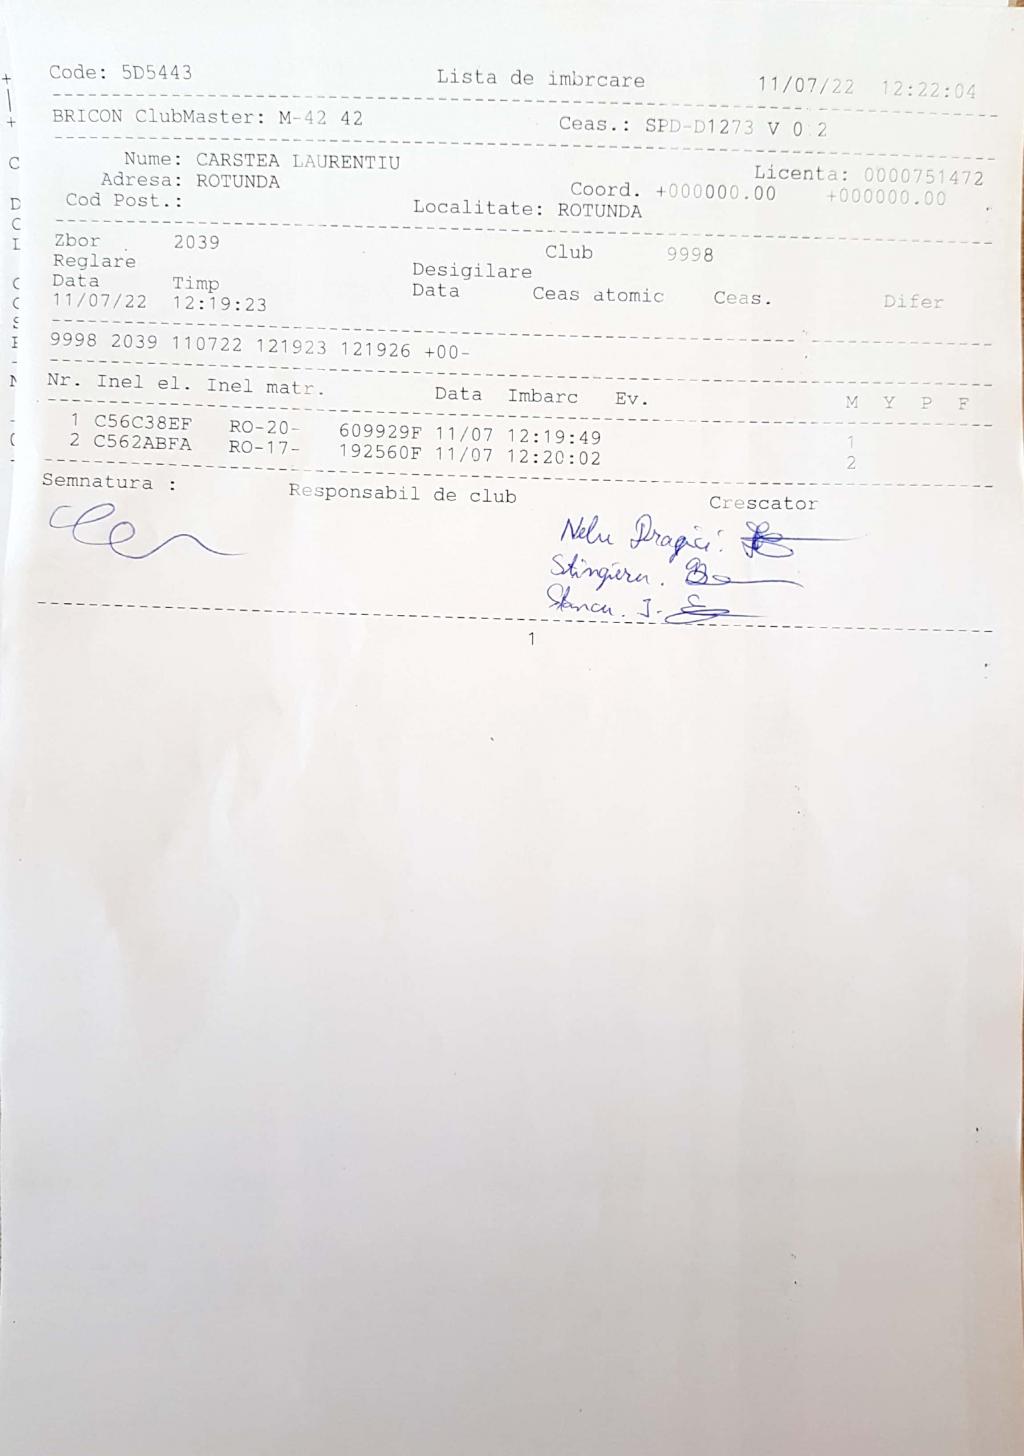 Code: 5D5443 Lista de imbrcare 11/07/22 12:22:04
BRICON ClubMaster: M-42 42 Ceas.: SPD-D1273 V 0.2
Nume: CARSTEA LAURENTIU Licenta: 0000751472
Adresa: ROTUNDA Coord. +000000.00 +000000.00
Cod Post.: Localitate: ROTUNDA
Zbor 2039 Club 9998
Reglare Desigilare
Data Timp Data Ceas atomic Ceas. Difer
11/07/22 12:19:23
9998 2039 110722 121923 121926 +00-
Nr. Inel el. Inel matr. Data Imbarc Ev. M Y P F
1 C56C38EF RO-20- 609929F 11/07 12:19:49 1
2 C562ABFA RO-17- 192560F 11/07 12:20:02 2
Semnatura : Responsabil de club Crescator
Nelu Dragici.
Stingieru.
Stancu. I.
1